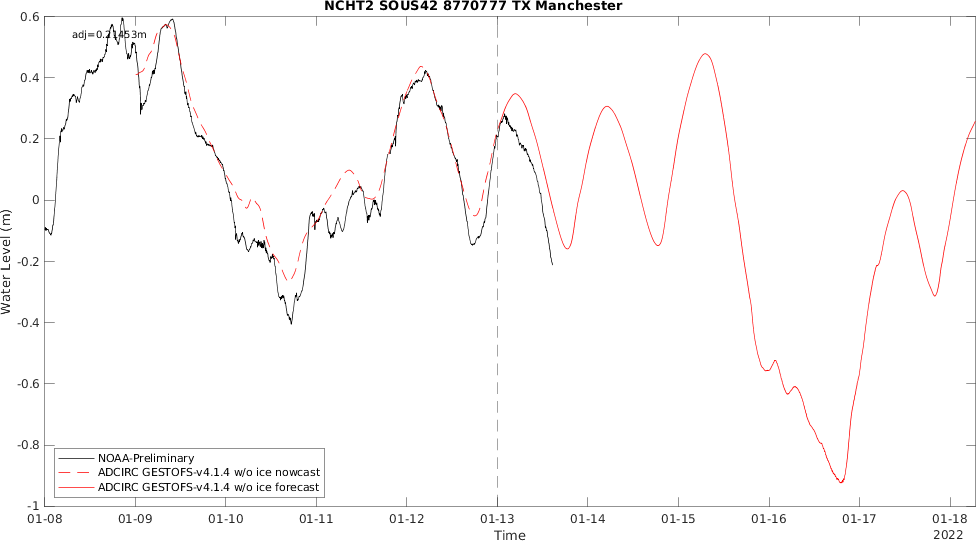 NCHT2 SOUS42 8770777 TX Manchester
adj=0.21453m
0.6
0.4
0.2
0
-0.2
-0.4
-0.6
-0.8
-1
Water Level (m)
NOAA-Preliminary
ADCIRC GESTOFS-v4.1.4 w/o ice nowcast
ADCIRC GESTOFS-v4.1.4 w/o ice forecast
01-08 01-09 01-10 01-11 01-12 01-13 01-14 01-15 01-16 01-17 01-18
Time
2022